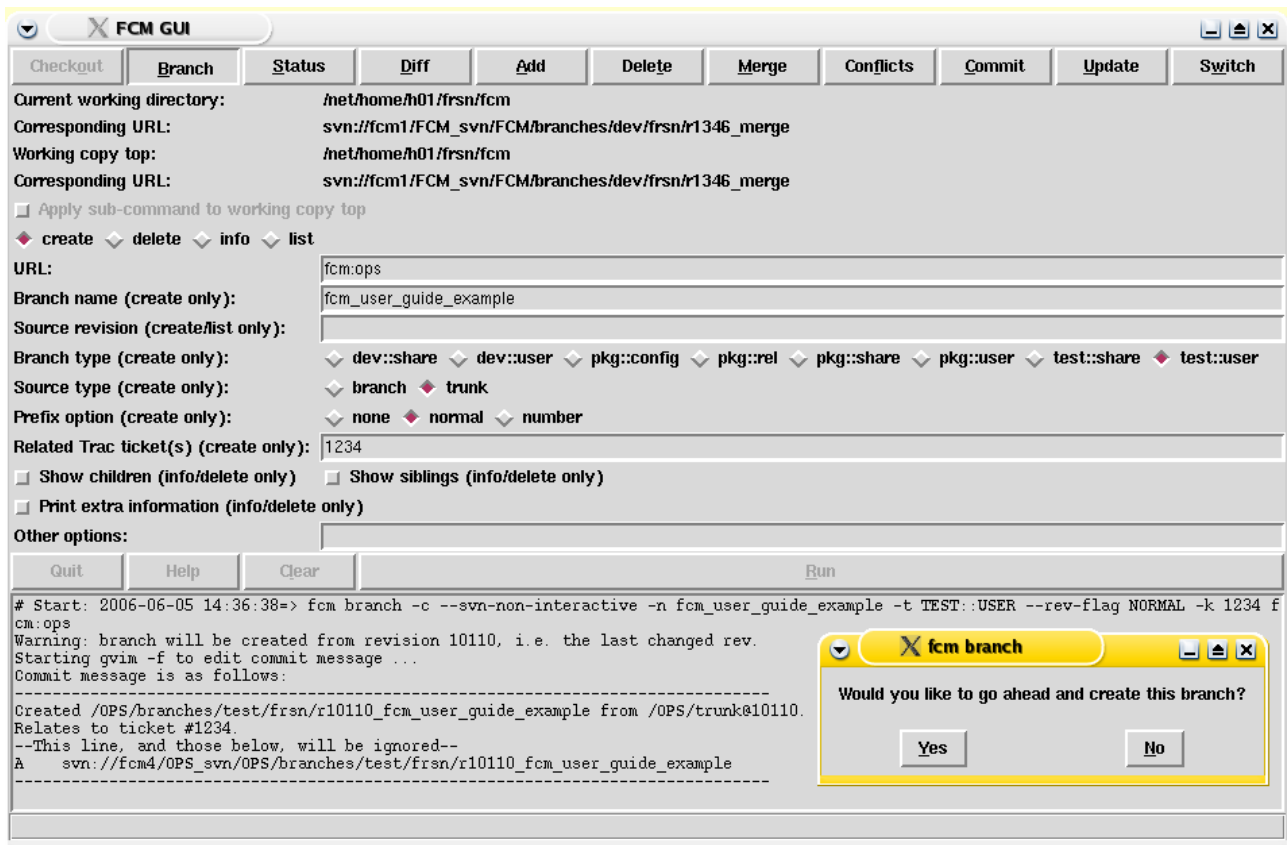 FCM GUI
Checkout Branch Status Diff Add Delete Merge Conflicts Commit Update Switch
Current working directory: /net/home/h01/frsn/fcm
Corresponding URL: svn://fcm1/FCM_svn/FCM/branches/dev/frsn/r1346_merge
Working copy top: /net/home/h01/frsn/fcm
Corresponding URL: svn://fcm1/FCM_svn/FCM/branches/dev/frsn/r1346_merge
Apply sub-command to working copy top
create delete info list
URL: fcm:ops
Branch name (create only): fcm_user_guide_example
Source revision (create/list only):
Branch type (create only): dev::share dev::user pkg::config pkg::rel pkg::share pkg::user test::share test::user
Source type (create only): branch trunk
Prefix option (create only): none normal number
Related Trac ticket(s) (create only): 1234
Show children (info/delete only) Show siblings (info/delete only)
Print extra information (info/delete only)
Other options:
Quit Help Clear Run
# Start: 2006-06-05 14:36:38=> fcm branch -c --svn-non-interactive -n fcm_user_guide_example -t TEST::USER --rev-flag NORMAL -k 1234 f
cm:ops
Warning: branch will be created from revision 10110, i.e. the last changed rev.
Starting gvim -f to edit commit message ...
Commit message is as follows:
--------------------------------------------------------------------------------
Created /OPS/branches/test/frsn/r10110_fcm_user_guide_example from /OPS/trunk@10110.
Relates to ticket #1234.
--This line, and those below, will be ignored--
A    svn://fcm4/OPS_svn/OPS/branches/test/frsn/r10110_fcm_user_guide_example
--------------------------------------------------------------------------------
fcm branch
Would you like to go ahead and create this branch?
Yes No